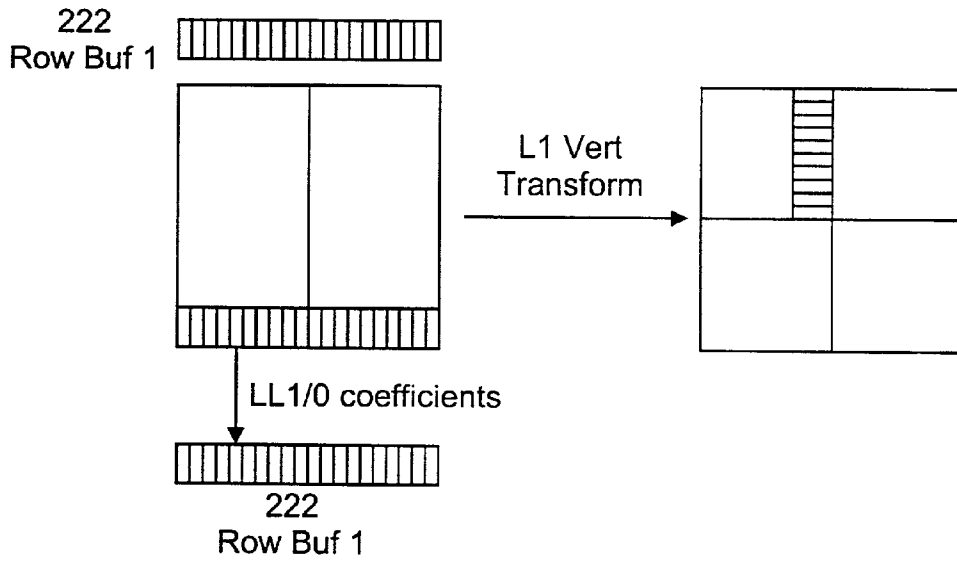 222
Row Buf 1
L1 Vert
Transform
LL1/0 coefficients
222
Row Buf 1